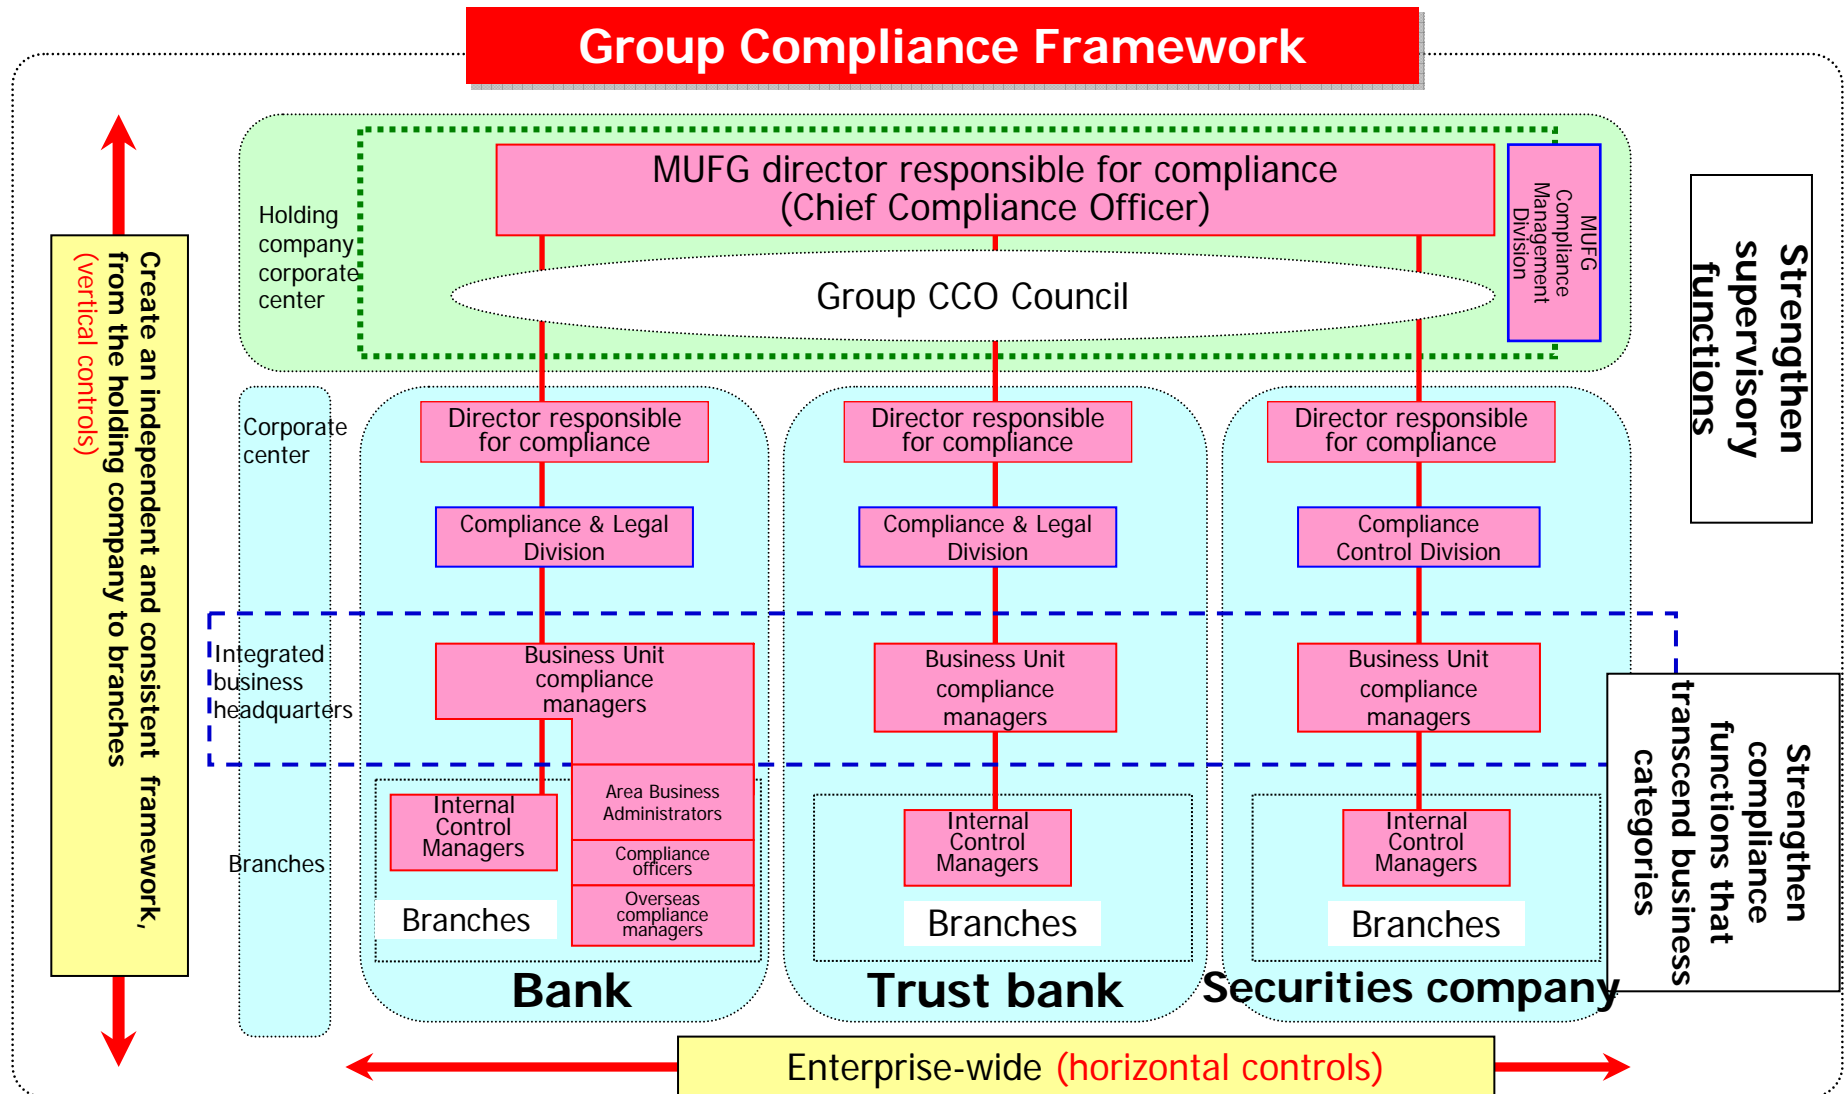 Group Compliance Framework
Create an independent and consistent framework,
from the holding company to branches
(vertical controls)
Holding
company
corporate
center
MUFG director responsible for compliance
(Chief Compliance Officer)
MUFG
Compliance
Management
Division
Group CCO Council
Strengthen
supervisory
functions
Corporate
center
Director responsible
for compliance
Director responsible
for compliance
Director responsible
for compliance
Compliance & Legal
Division
Compliance & Legal
Division
Compliance
Control Division
Integrated
business
headquarters
Business Unit
compliance
managers
Business Unit
compliance
managers
Business Unit
compliance
managers
Strengthen
compliance
functions that
transcend business
categories
Branches
Internal
Control
Managers
Area Business
Administrators
Compliance
officers
Overseas
compliance
managers
Branches
Internal
Control
Managers
Branches
Internal
Control
Managers
Branches
Bank
Trust bank
Securities company
Enterprise-wide (horizontal controls)